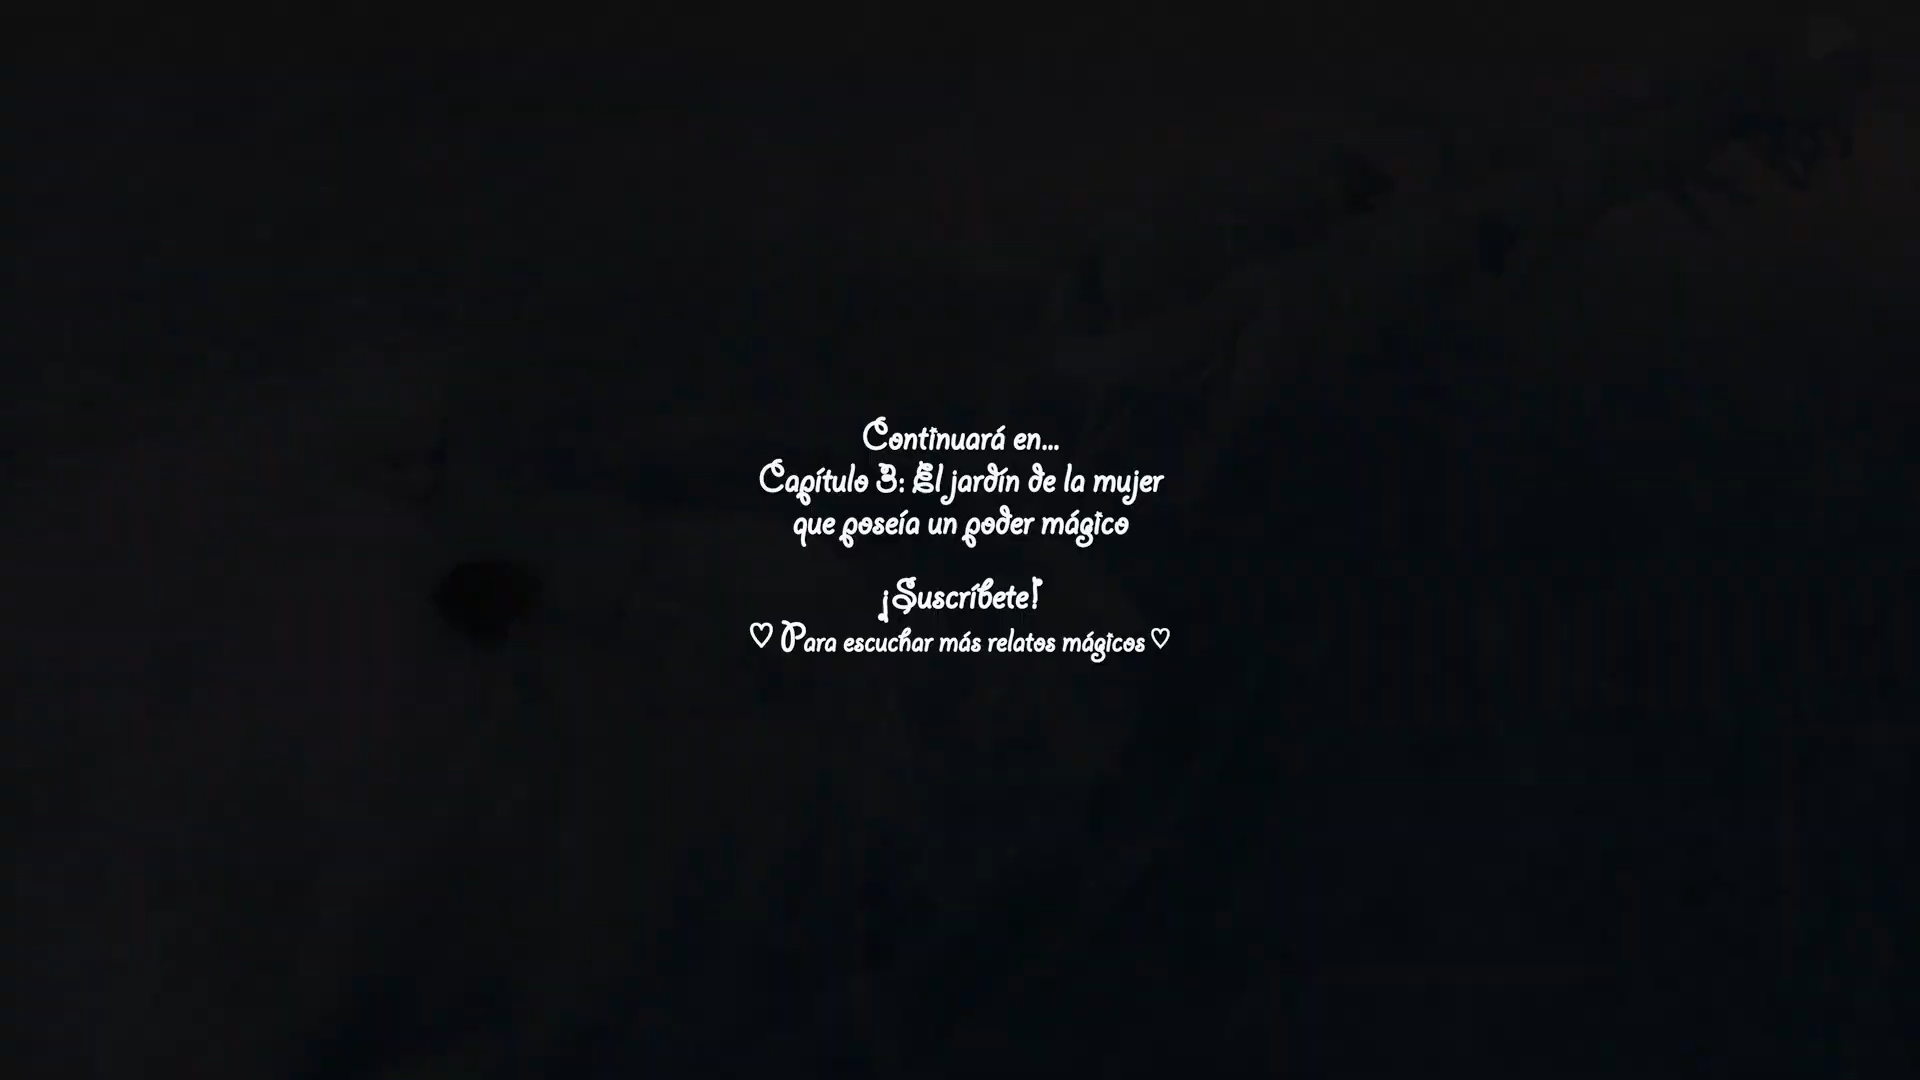 Continuará en...
Capítulo 3: El jardín de la mujer
que poseía un poder mágico
¡Suscríbete!
♡ Para escuchar más relatos mágicos ♡